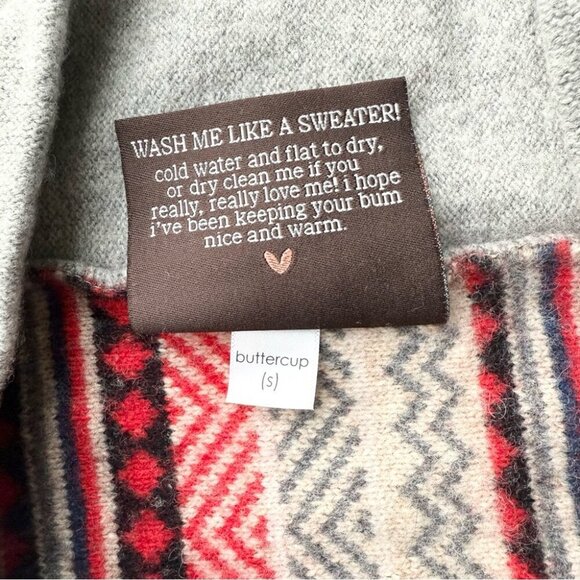 WASH ME LIKE A SWEATER!
cold water and flat to dry,
or dry clean me if you
really, really love me! i hope
i've been keeping your bum
nice and warm.
buttercup
(s)